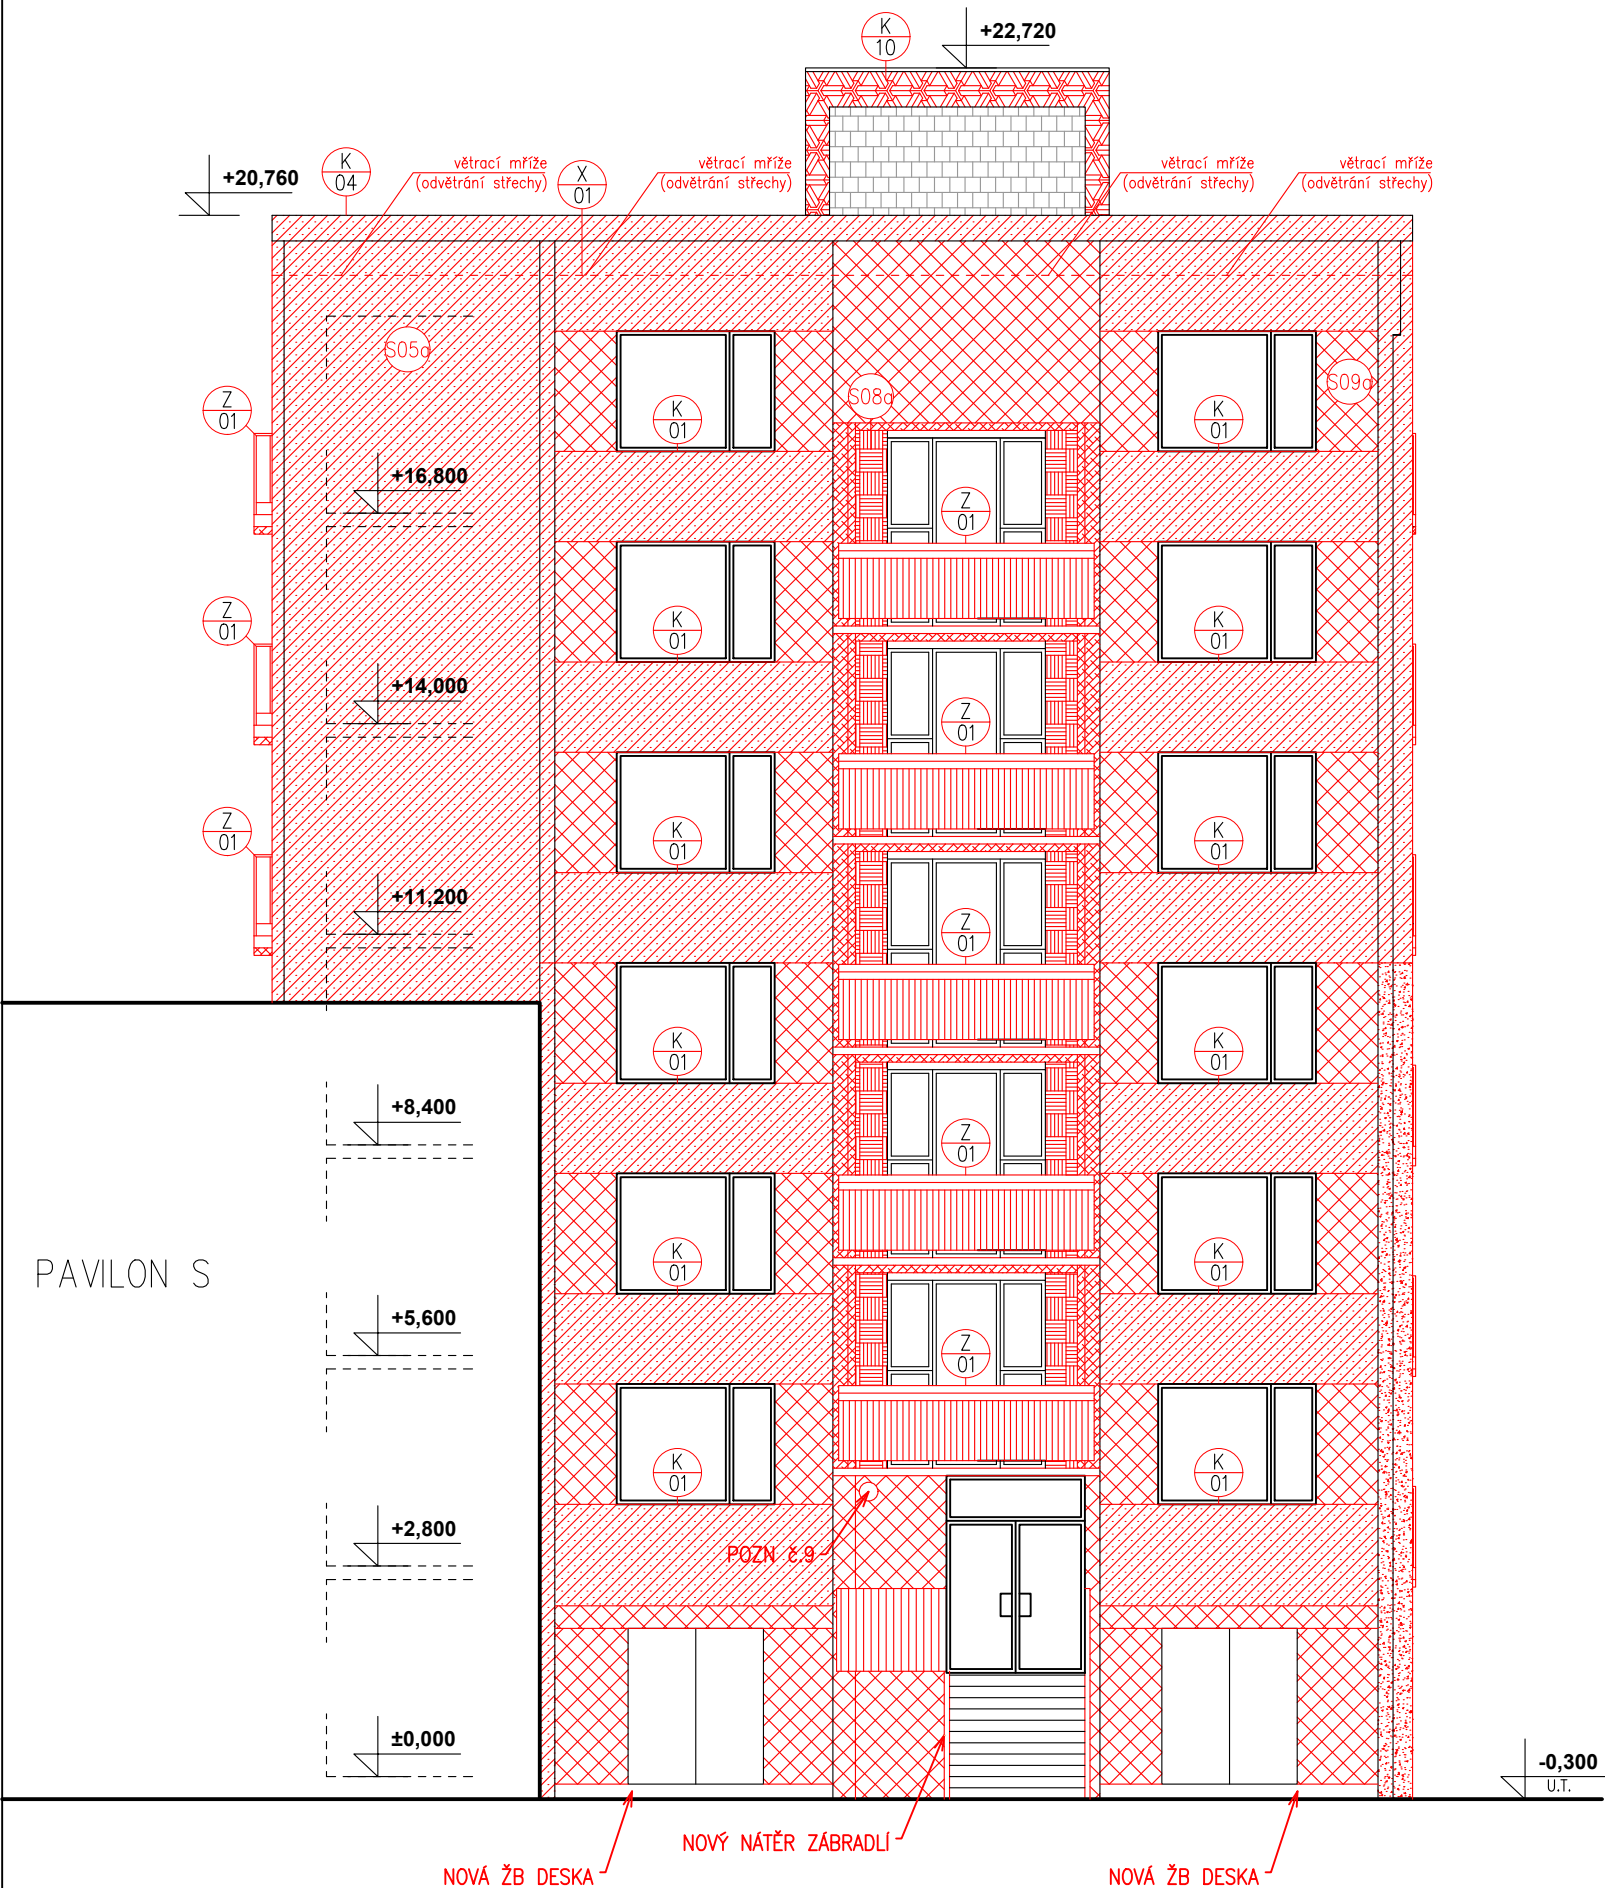 K
10
+22,720
+20,760
K
04
větrací mříže
(odvětrání střechy)
X
01
větrací mříže
(odvětrání střechy)
větrací mříže
(odvětrání střechy)
větrací mříže
(odvětrání střechy)
S05a
S08a
S09a
Z
01
K
01
K
01
+16,800
Z
01
Z
01
K
01
K
01
+14,000
Z
01
Z
01
K
01
K
01
+11,200
Z
01
K
01
K
01
+8,400
Z
01
PAVILON S
K
01
K
01
+5,600
Z
01
K
01
K
01
+2,800
POZN č.9
±0,000
-0,300
U.T.
NOVÝ NÁTĚR ZÁBRADLÍ
NOVÁ ŽB DESKA
NOVÁ ŽB DESKA